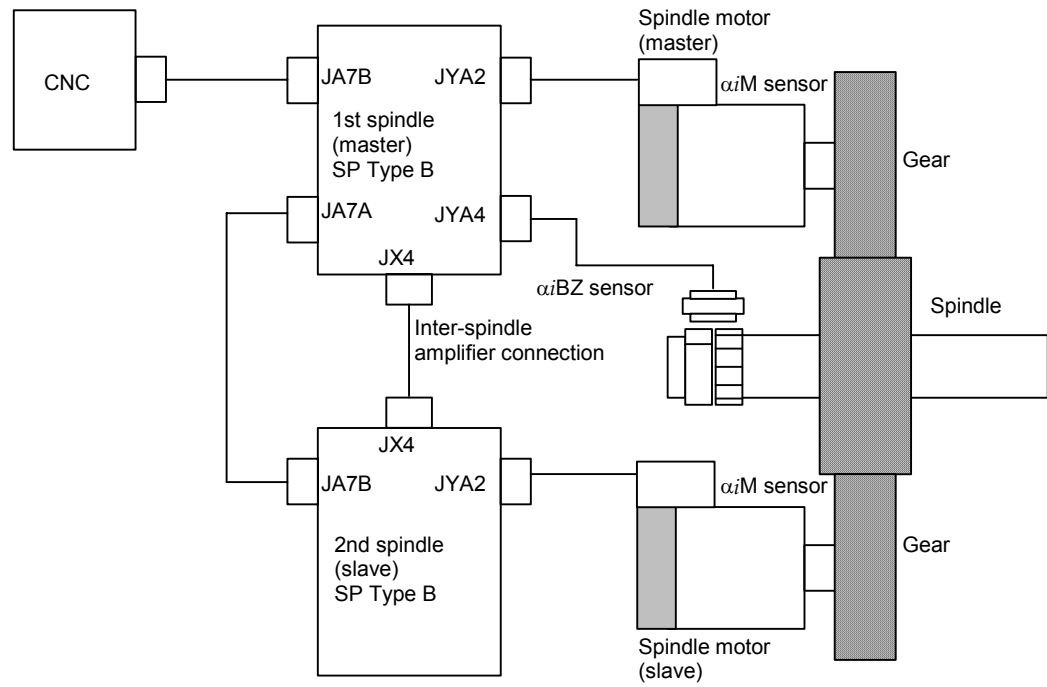 CNC
JA7B
JYA2
1st spindle
(master)
SP Type B
JA7A
JYA4
JX4
Spindle motor
(master)
αiM sensor
Gear
αiBZ sensor
Spindle
Inter-spindle
amplifier connection
JX4
JA7B
JYA2
2nd spindle
(slave)
SP Type B
αiM sensor
Gear
Spindle motor
(slave)